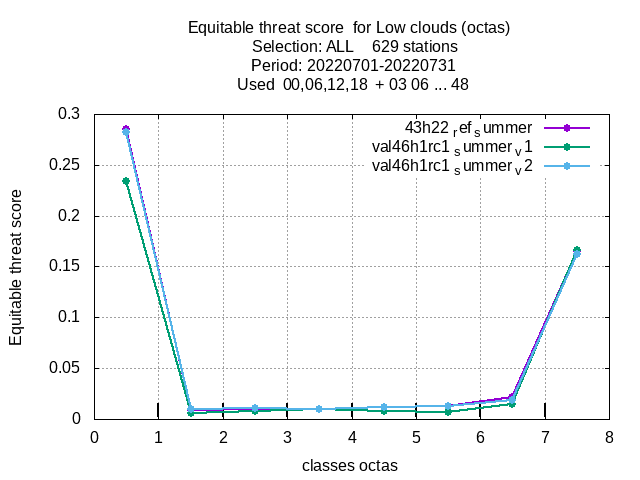 Equitable threat score for Low clouds (octas)
Selection: ALL 629 stations
Period: 20220701-20220731
Used 00,06,12,18 + 03 06 ... 48
43h22 ref summer
val46h1rc1 summer v1
val46h1rc1 summer v2
0.3
0.25
0.2
0.15
0.1
0.05
0
Equitable threat score
0 1 2 3 4 5 6 7 8
classes octas